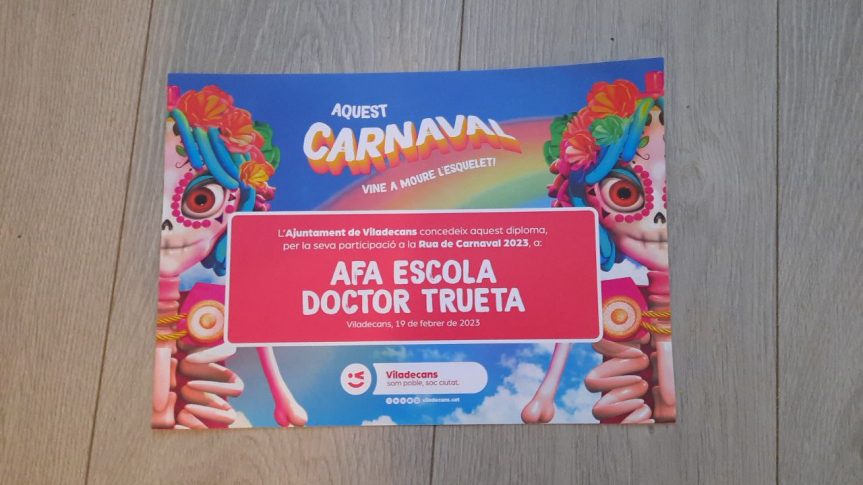 AQUEST
CARNAVAL
VINE A MOURE L'ESQUELET!
L'Ajuntament de Viladecans concedeix aquest diploma,
per la seva participació a la Rua de Carnaval 2023, a:
AFA ESCOLA
DOCTOR TRUETA
Viladecans, 19 de febrer de 2023
Viladecans
som poble, soc ciutat.
viladecans.cat